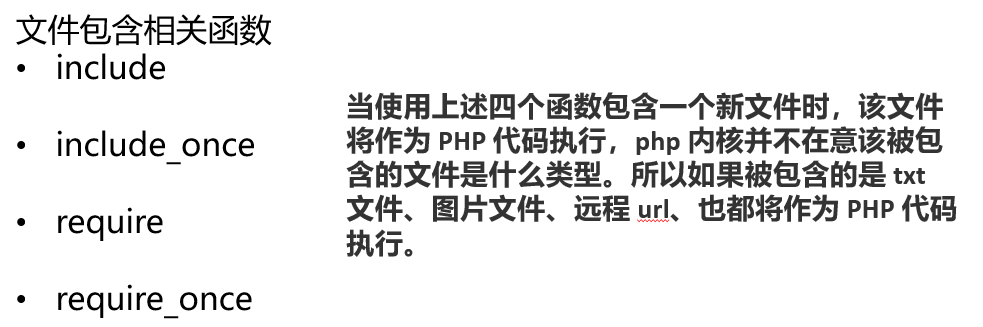 文件包含相关函数
• include
• include_once
• require
• require_once
当使用上述四个函数包含一个新文件时，该文件
将作为 PHP 代码执行，php 内核并不在意该被包
含的文件是什么类型。所以如果被包含的是 txt
文件、图片文件、远程 url、也都将作为 PHP 代码
执行。